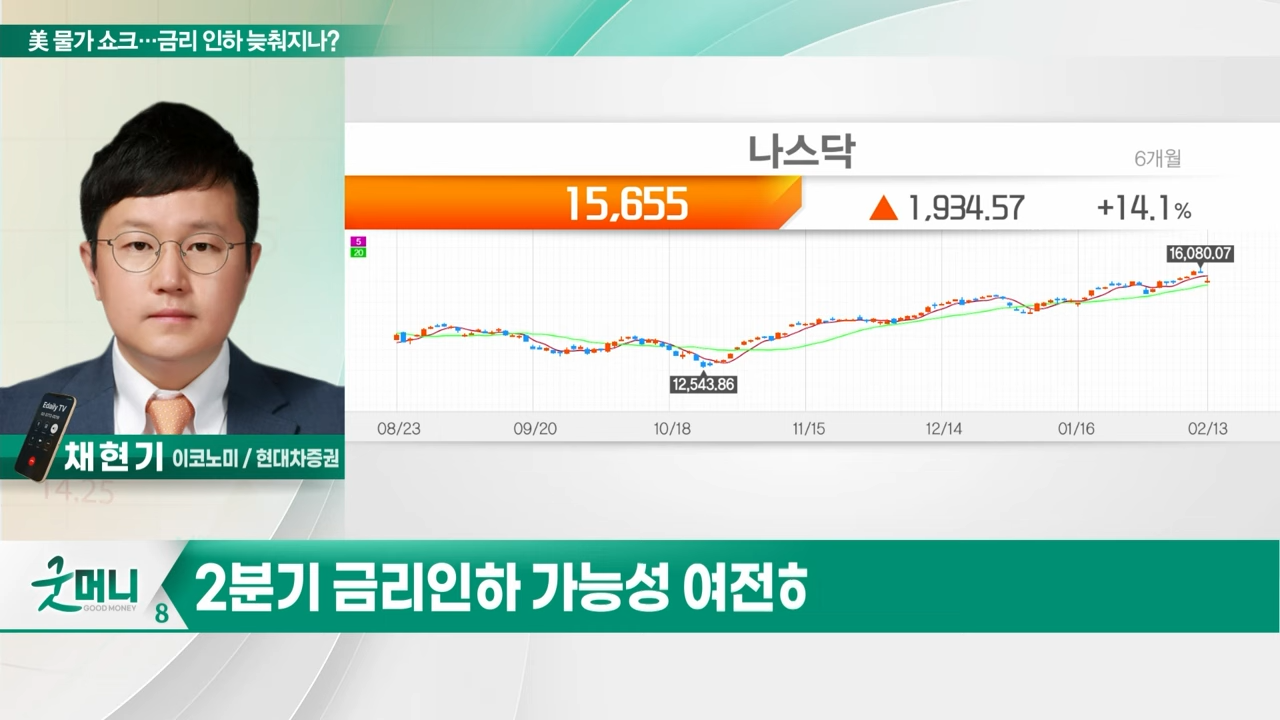 美 물가 쇼크…금리 인하 늦춰지나?
나스닥
6개월
15,655
▲ 1,934.57
+14.1%
5
20
16,080.07
12,543.86
08/23
09/20
10/18
11/15
12/14
01/16
02/13
Edaily TV
채현기 이코노미 / 현대차증권
14.25
굿머니
GOOD MONEY
8
2분기 금리인하 가능성 여전ㅎ